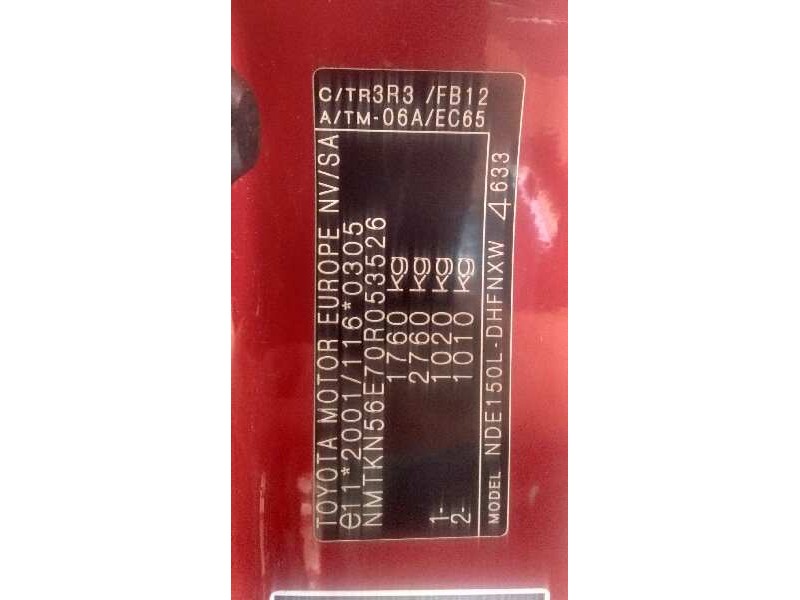 TOYOTA MOTOR EUROPE NV/SA
e11*2001/116*0305
NMTKN56E70R053526
1760 kg
2760 kg
1- 1020 kg
2- 1010 kg
MODEL NDE150L-DHFNXW 4633
C/TR3R3 /FB12
A/TM-06A/EC65